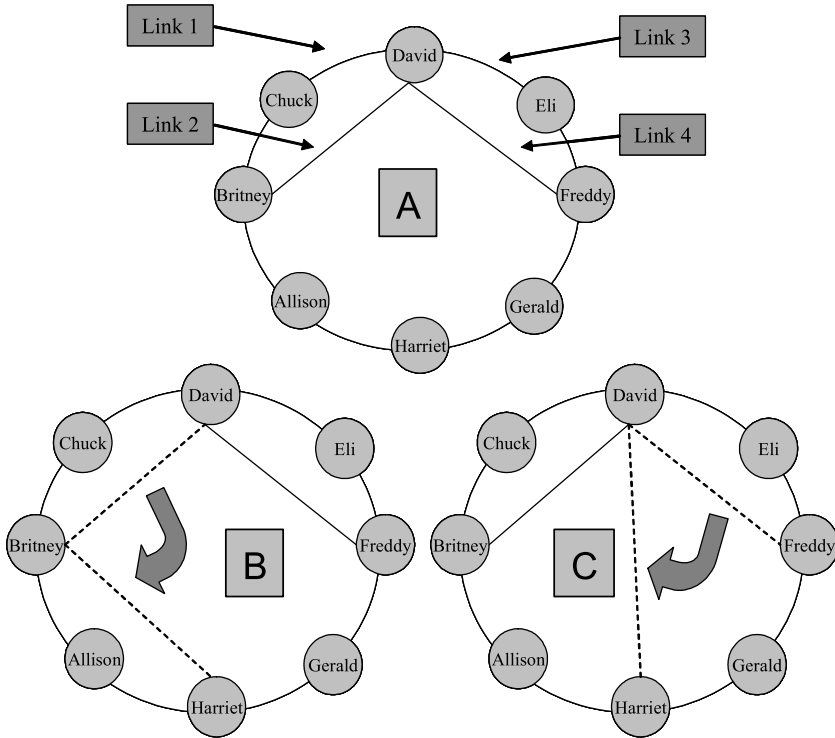 Link 1
David
Link 3
Chuck
Eli
Link 2
Link 4
Britney
A
Freddy
Allison
Gerald
Harriet
David
Chuck
Eli
Britney
B
Freddy
Allison
Gerald
Harriet
David
Chuck
Eli
Britney
C
Freddy
Allison
Gerald
Harriet